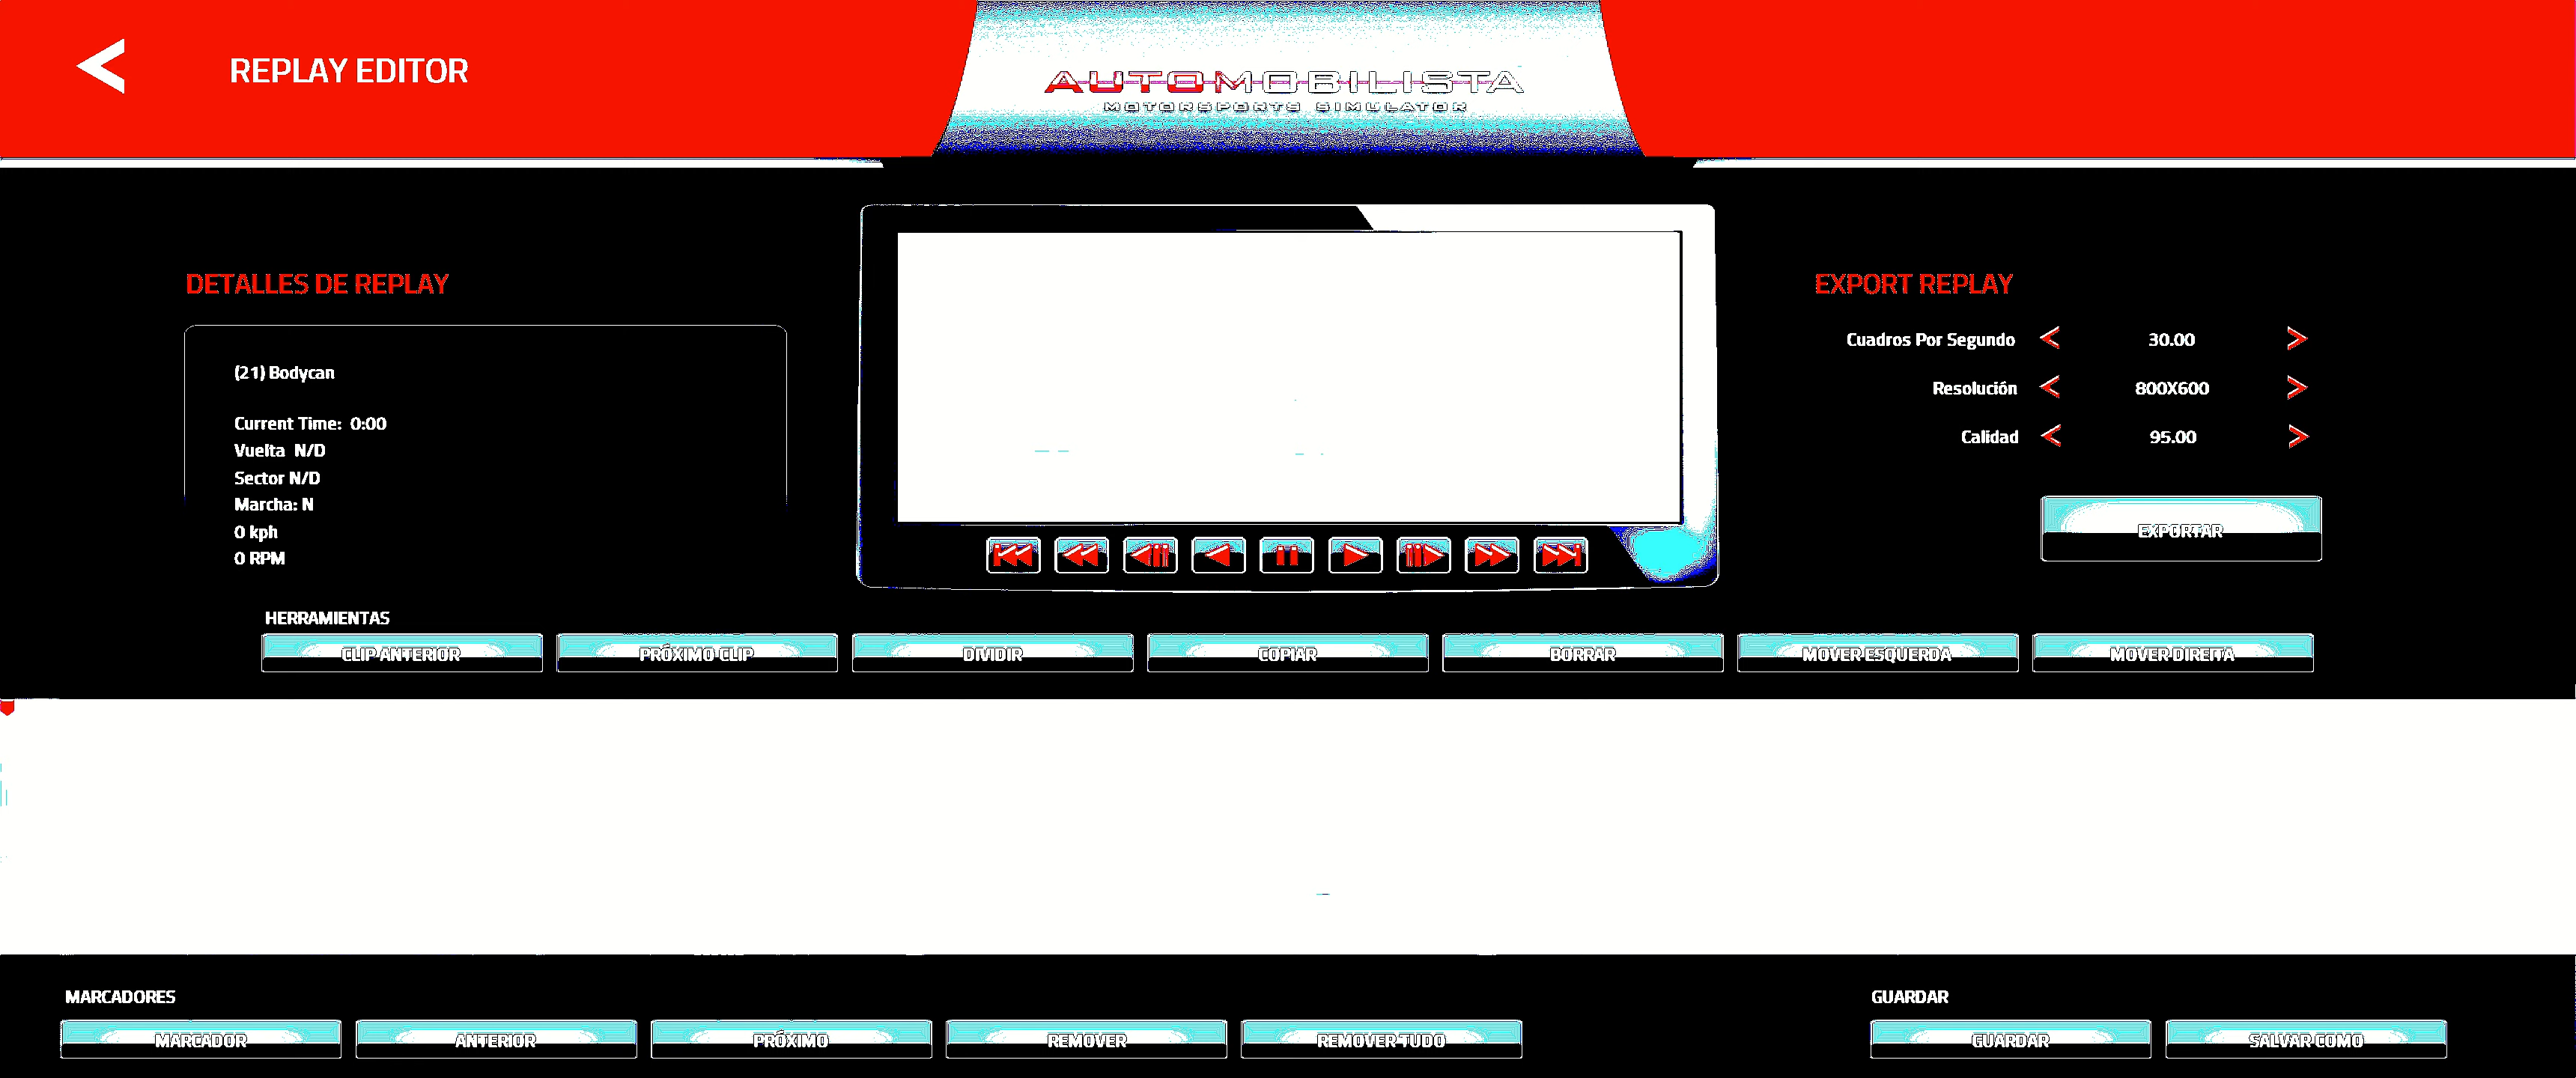 REPLAY EDITOR
AUTOMOBILISTA
MOTORSPORTS SIMULATOR
DETALLES DE REPLAY
(21) Bodycan
Current Time: 0:00
Vuelta N/D
Sector N/D
Marcha: N
0 kph
0 RPM
EXPORT REPLAY
Cuadros Por Segundo 30.00
Resolución 800X600
Calidad 95.00
EXPORTAR
HERRAMIENTAS
CLIP ANTERIOR PRÓXIMO CLIP DIVIDIR COPIAR BORRAR MOVER ESQUERDA MOVER DIREITA
MARCADORES
MARCADOR ANTERIOR PRÓXIMO REMOVER REMOVER TUDO
GUARDAR
GUARDAR SALVAR COMO